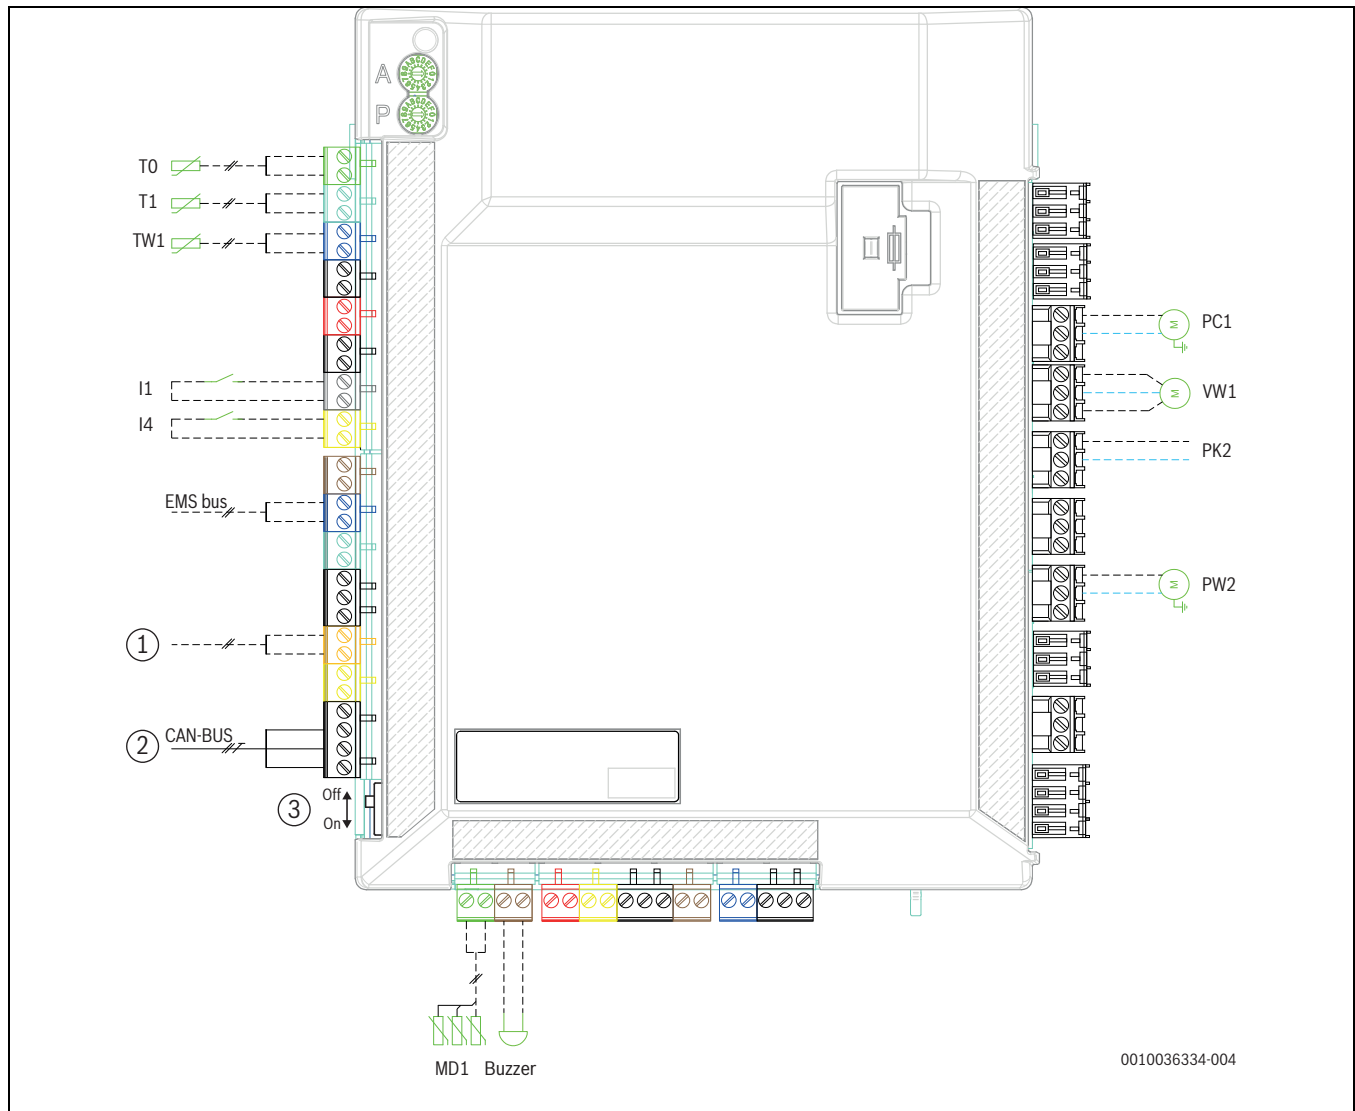 A
P
T0
T1
TW1
I1
I4
EMS bus
1
2
CAN-BUS
3
Off
On
PC1
M
VW1
M
PK2
PW2
M
MD1
Buzzer
0010036334-004